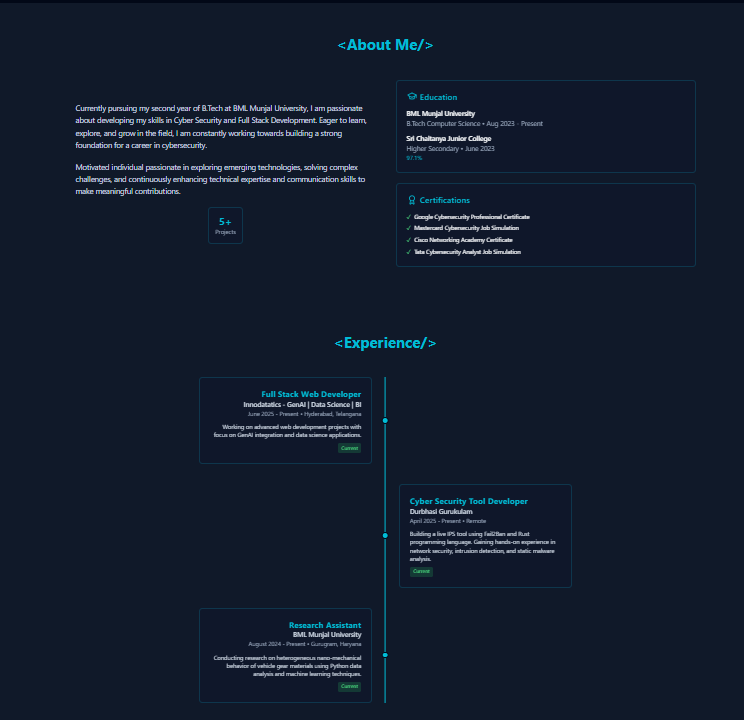 <About Me/>
Currently pursuing my second year of B.Tech at BML Munjal University, I am passionate
about developing my skills in Cyber Security and Full Stack Development. Eager to learn,
explore, and grow in the field, I am constantly working towards building a strong
foundation for a career in cybersecurity.
Motivated individual passionate in exploring emerging technologies, solving complex
challenges, and continuously enhancing technical expertise and communication skills to
make meaningful contributions.
5+
Projects
Education
BML Munjal University
B.Tech Computer Science • Aug 2023 - Present
Sri Chaitanya Junior College
Higher Secondary • June 2023
97.1%
Certifications
✓ Google Cybersecurity Professional Certificate
✓ Mastercard Cybersecurity Job Simulation
✓ Cisco Networking Academy Certificate
✓ Tata Cybersecurity Analyst Job Simulation
<Experience/>
Full Stack Web Developer
Innodatatics - GenAI | Data Science | BI
June 2025 - Present • Hyderabad, Telangana
Working on advanced web development projects with
focus on GenAI integration and data science applications.
Current
Cyber Security Tool Developer
Durbhasi Gurukulam
April 2025 - Present • Remote
Building a live IPS tool using Fail2Ban and Rust
programming language. Gaining hands-on experience in
network security, intrusion detection, and static malware
analysis.
Current
Research Assistant
BML Munjal University
August 2024 - Present • Gurugram, Haryana
Conducting research on heterogeneous nano-mechanical
behavior of vehicle gear materials using Python data
analysis and machine learning techniques.
Current